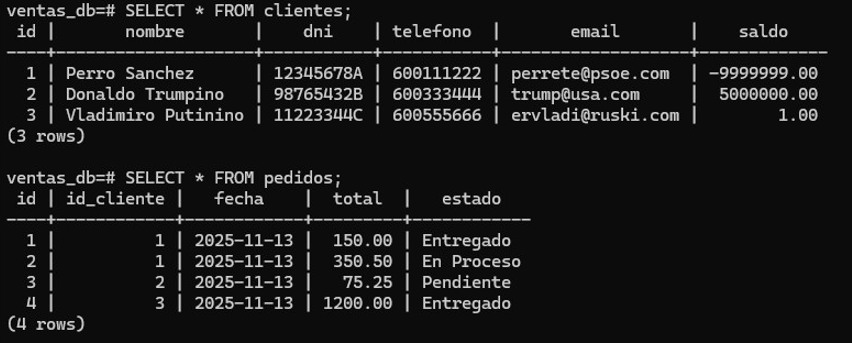 ventas_db=# SELECT * FROM clientes;
 id |      nombre       |    dni    | telefono  |       email       |    saldo
----+-------------------+-----------+-----------+-------------------+-------------
  1 | Perro Sanchez     | 12345678A | 600111222 | perrete@psoe.com  | -9999999.00
  2 | Donaldo Trumpino  | 98765432B | 600333444 | trump@usa.com     |  5000000.00
  3 | Vladimiro Putinino | 11223344C | 600555666 | ervladi@ruski.com |        1.00
(3 rows)
ventas_db=# SELECT * FROM pedidos;
 id | id_cliente |   fecha    |  total  |   estado
----+------------+------------+---------+------------
  1 |          1 | 2025-11-13 |  150.00 | Entregado
  2 |          1 | 2025-11-13 |  350.50 | En Proceso
  3 |          2 | 2025-11-13 |   75.25 | Pendiente
  4 |          3 | 2025-11-13 | 1200.00 | Entregado
(4 rows)